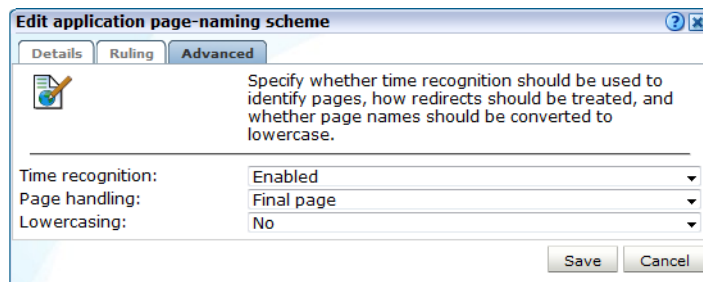 Edit application page-naming scheme
?
Details Ruling Advanced
Specify whether time recognition should be used to
identify pages, how redirects should be treated, and
whether page names should be converted to
lowercase.
Time recognition: Enabled
Page handling: Final page
Lowercasing: No
Save Cancel